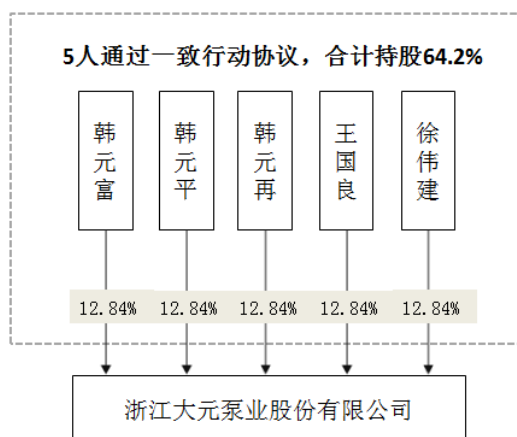 5人通过一致行动协议，合计持股64.2%
韩元富
韩元平
韩元再
王国良
徐伟建
12.84% 12.84% 12.84% 12.84% 12.84%
浙江大元泵业股份有限公司